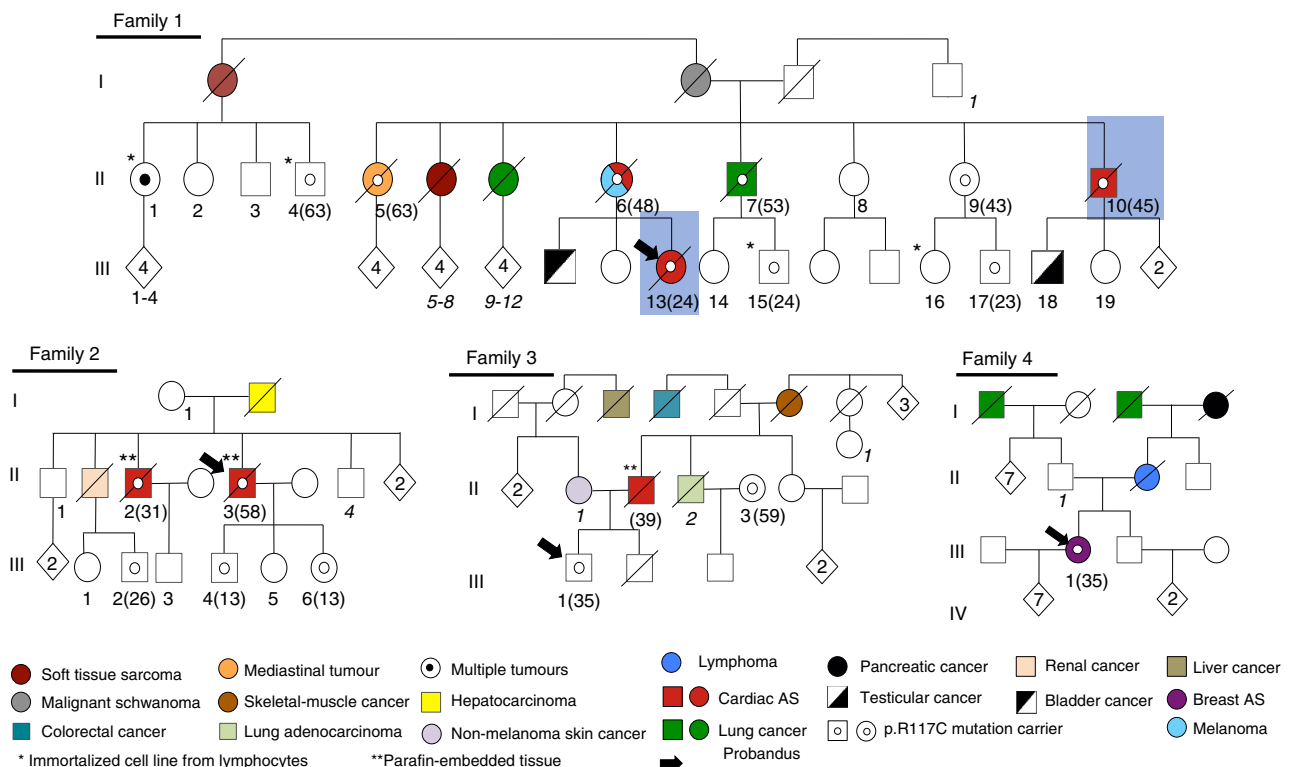 Family 1
I
1
* *
II
1 2 3 4(63) 5(63) 6(48) 7(53) 8 9(43) 10(45)
* *
III 4 4 4 4 2
1-4 5-8 9-12 13(24) 14 15(24) 16 17(23) 18 19
Family 2
I
1
** **
II 2
1 2(31) 3(58) 4
III 2
1 2(26) 3 4(13) 5 6(13)
Family 3
I 3
1
**
II 2
1 (39) 2 3(59)
2
III
1(35)
Family 4
I
II 7
1
III
1(35)
7 2
IV
Soft tissue sarcoma
Malignant schwanoma
Colorectal cancer
* Immortalized cell line from lymphocytes
Mediastinal tumour
Skeletal-muscle cancer
Lung adenocarcinoma
**Parafin-embedded tissue
Multiple tumours
Hepatocarcinoma
Non-melanoma skin cancer
Lymphoma
Cardiac AS
Lung cancer
Probandus
Pancreatic cancer
Testicular cancer
p.R117C mutation carrier
Renal cancer
Bladder cancer
Liver cancer
Breast AS
Melanoma